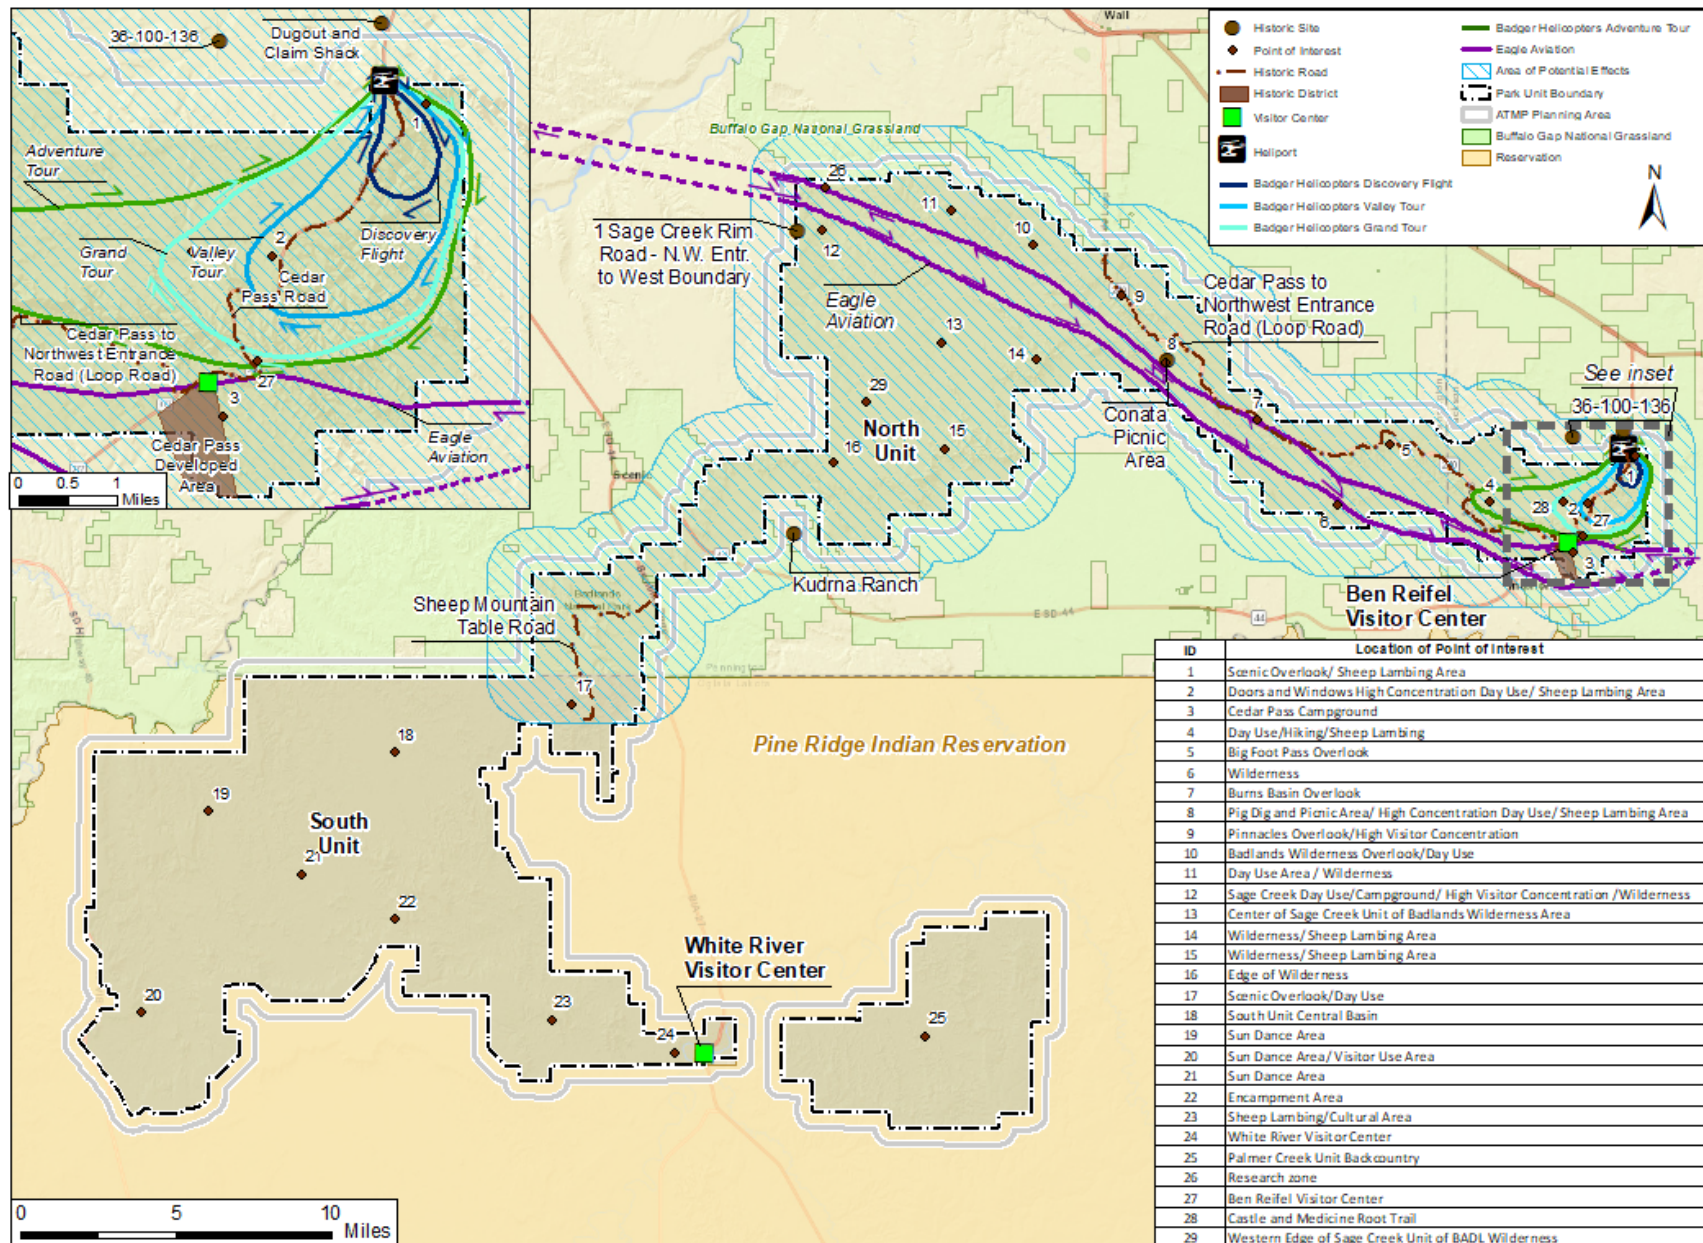 36-100-136
Dugout and
Claim Shack
1
Adventure
Tour
Grand
Tour
Valley
Tour
2
Discovery
Flight
Cedar
Pass Road
Cedar Pass to
Northwest Entrance
Road (Loop Road)
27
3
Cedar Pass
Developed
Area
Eagle
Aviation
0 0.5 1
Miles
Wall
Buffalo Gap National Grassland
Historic Site
Point of Interest
Historic Road
Historic District
Visitor Center
Heliport
Badger Helicopters Discovery Flight
Badger Helicopters Valley Tour
Badger Helicopters Grand Tour
Badger Helicopters Adventure Tour
Eagle Aviation
Area of Potential Effects
Park Unit Boundary
ATMP Planning Area
Buffalo Gap National Grassland
Reservation
N
26
11
10
12
1 Sage Creek Rim
Road - N.W. Entr.
to West Boundary
Eagle
Aviation
9
Cedar Pass to
Northwest Entrance
Road (Loop Road)
13
14
8
29
See inset
36-100-136
North
Unit
Conata
Picnic
Area
7
5
15
16
Scenic
E SD 44
4
6
28
2
1
27
3
Kudrna Ranch
Ben Reifel
Visitor Center
E SD 44
44
Sheep Mountain
Table Road
Badlands
National Park
Pennington
SD Highway 40
17
18
Pine Ridge Indian Reservation
19
South
Unit
21
22
White River
Visitor Center
20
23
24
25
0 5 10
Miles
ID Location of Point of Interest
1 Scenic Overlook/ Sheep Lambing Area
2 Doors and Windows High Concentration Day Use/ Sheep Lambing Area
3 Cedar Pass Campground
4 Day Use/Hiking/Sheep Lambing
5 Big Foot Pass Overlook
6 Wilderness
7 Burns Basin Overlook
8 Pig Dig and Picnic Area/ High Concentration Day Use/ Sheep Lambing Area
9 Pinnacles Overlook/High Visitor Concentration
10 Badlands Wilderness Overlook/Day Use
11 Day Use Area / Wilderness
12 Sage Creek Day Use/Campground/ High Visitor Concentration /Wilderness
13 Center of Sage Creek Unit of Badlands Wilderness Area
14 Wilderness/ Sheep Lambing Area
15 Wilderness/ Sheep Lambing Area
16 Edge of Wilderness
17 Scenic Overlook/Day Use
18 South Unit Central Basin
19 Sun Dance Area
20 Sun Dance Area/ Visitor Use Area
21 Sun Dance Area
22 Encampment Area
23 Sheep Lambing/Cultural Area
24 White River Visitor Center
25 Palmer Creek Unit Backcountry
26 Research zone
27 Ben Reifel Visitor Center
28 Castle and Medicine Root Trail
29 Western Edge of Sage Creek Unit of BADL Wilderness